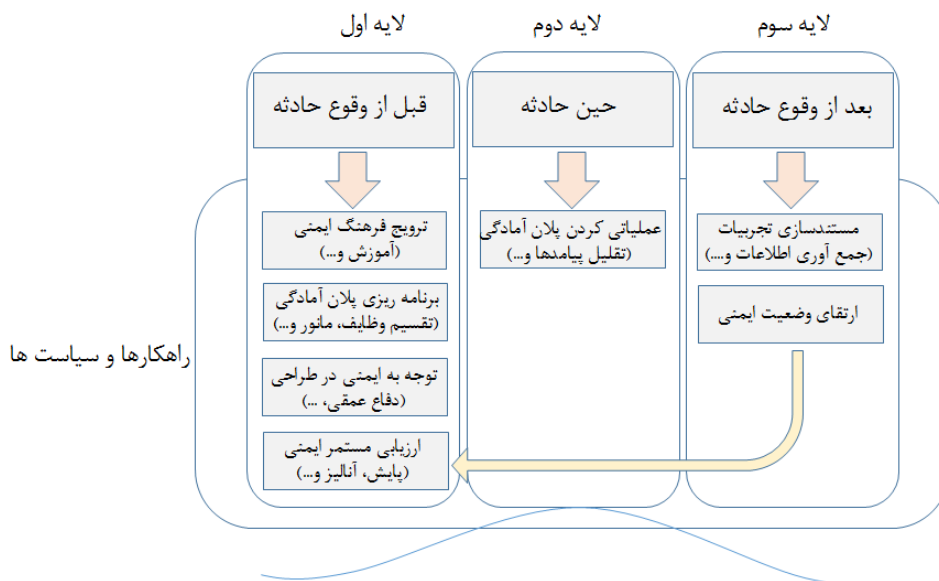 لایه اول
لایه دوم
لایه سوم
قبل از وقوع حادثه
حین حادثه
بعد از وقوع حادثه
ترویج فرهنگ ایمنی
(آموزش و...)
برنامه ریزی پلان آمادگی
(تقسیم وظایف، مانور و...)
توجه به ایمنی در طراحی
(دفاع عمقی، ...)
ارزیابی مستمر ایمنی
(پایش، آنالیز و...)
عملیاتی کردن پلان آمادگی
(تقلیل پیامدها و...)
مستندسازی تجربیات
(جمع آوری اطلاعات و....)
ارتقای وضعیت ایمنی
راهکارها و سیاست ها